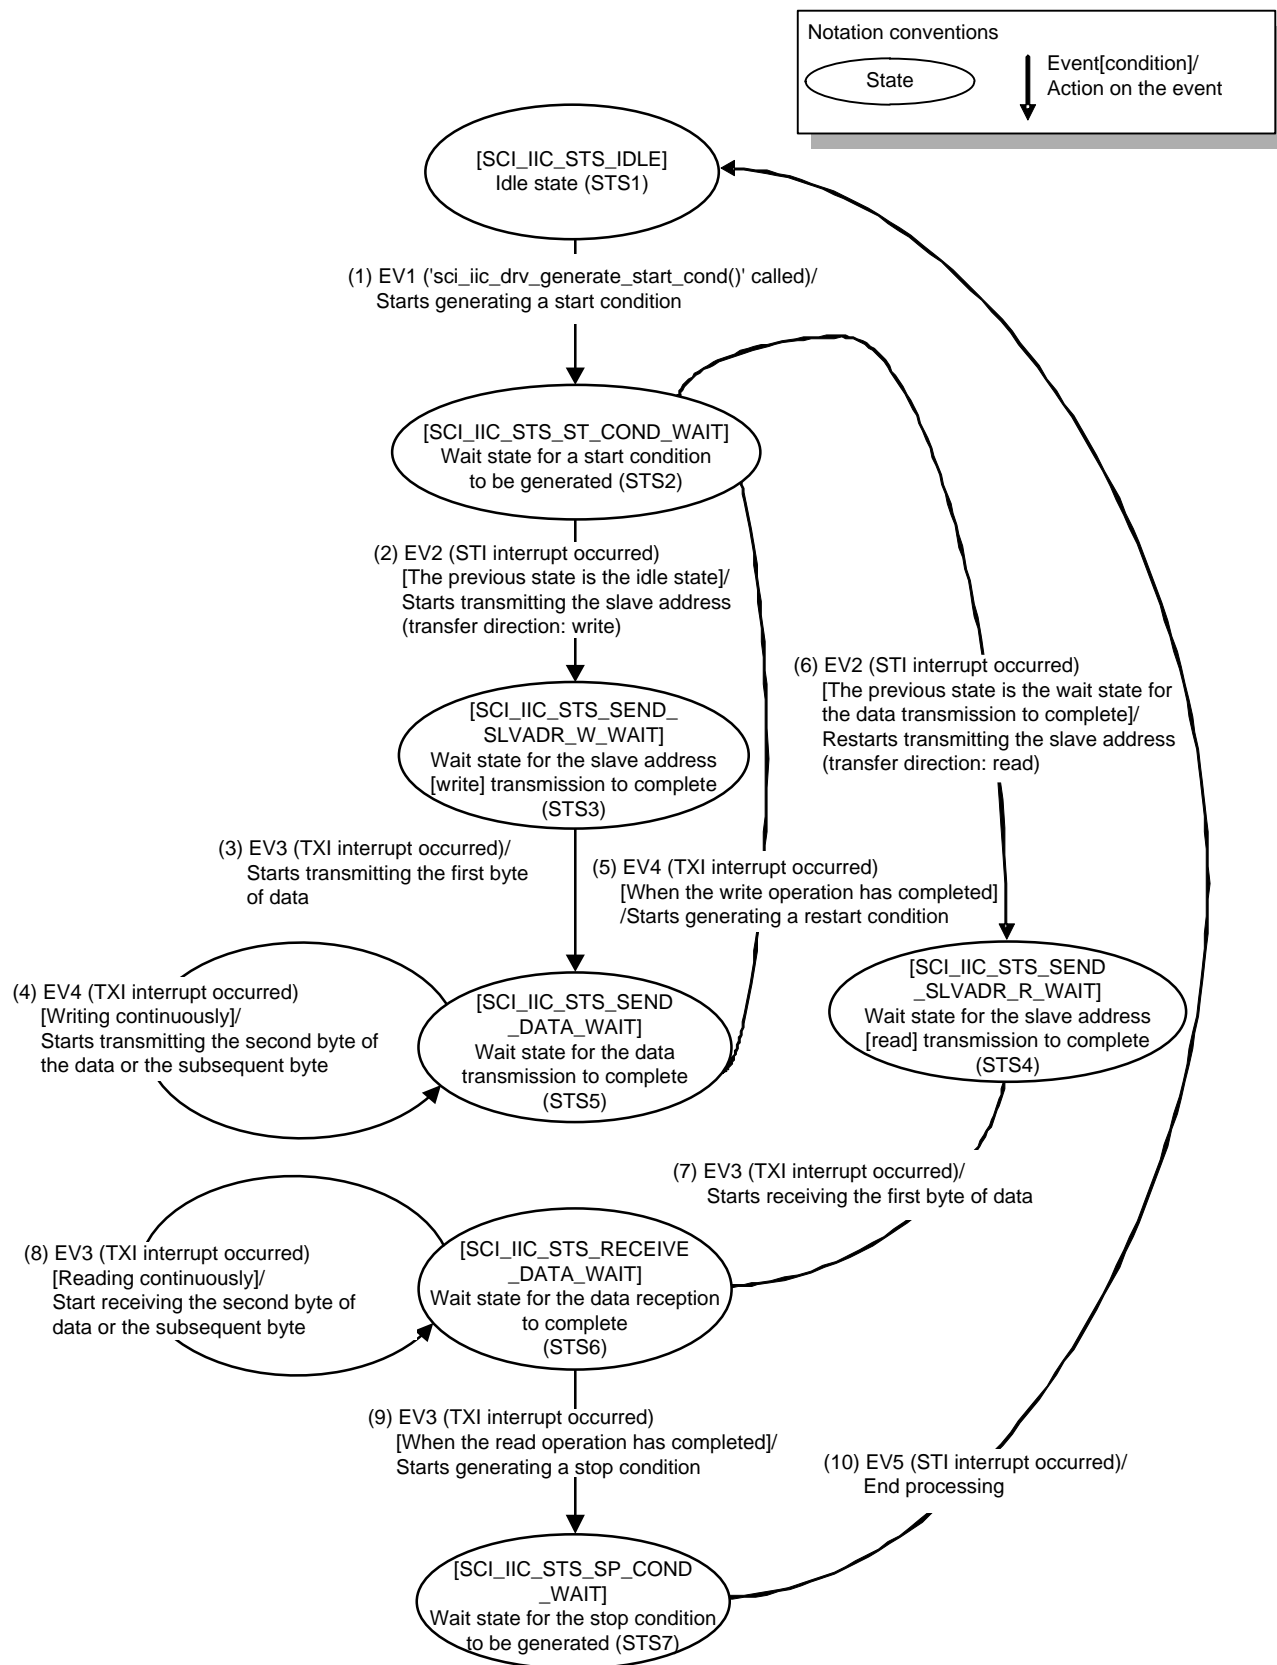 Notation conventions
State
Event[condition]/
Action on the event
[SCI_IIC_STS_IDLE]
Idle state (STS1)
(1) EV1 ('sci_iic_drv_generate_start_cond()' called)/
Starts generating a start condition
[SCI_IIC_STS_ST_COND_WAIT]
Wait state for a start condition
to be generated (STS2)
(2) EV2 (STI interrupt occurred)
[The previous state is the idle state]/
Starts transmitting the slave address
(transfer direction: write)
(6) EV2 (STI interrupt occurred)
[The previous state is the wait state for
the data transmission to complete]/
Restarts transmitting the slave address
(transfer direction: read)
[SCI_IIC_STS_SEND_
SLVADR_W_WAIT]
Wait state for the slave address
[write] transmission to complete
(STS3)
(3) EV3 (TXI interrupt occurred)/
Starts transmitting the first byte
of data
(5) EV4 (TXI interrupt occurred)
[When the write operation has completed]
/Starts generating a restart condition
(4) EV4 (TXI interrupt occurred)
[Writing continuously]/
Starts transmitting the second byte of
the data or the subsequent byte
[SCI_IIC_STS_SEND
_DATA_WAIT]
Wait state for the data
transmission to complete
(STS5)
[SCI_IIC_STS_SEND
_SLVADR_R_WAIT]
Wait state for the slave address
[read] transmission to complete
(STS4)
(7) EV3 (TXI interrupt occurred)/
Starts receiving the first byte of data
(8) EV3 (TXI interrupt occurred)
[Reading continuously]/
Start receiving the second byte of
data or the subsequent byte
[SCI_IIC_STS_RECEIVE
_DATA_WAIT]
Wait state for the data reception
to complete
(STS6)
(9) EV3 (TXI interrupt occurred)
[When the read operation has completed]/
Starts generating a stop condition
(10) EV5 (STI interrupt occurred)/
End processing
[SCI_IIC_STS_SP_COND
_WAIT]
Wait state for the stop condition
to be generated (STS7)